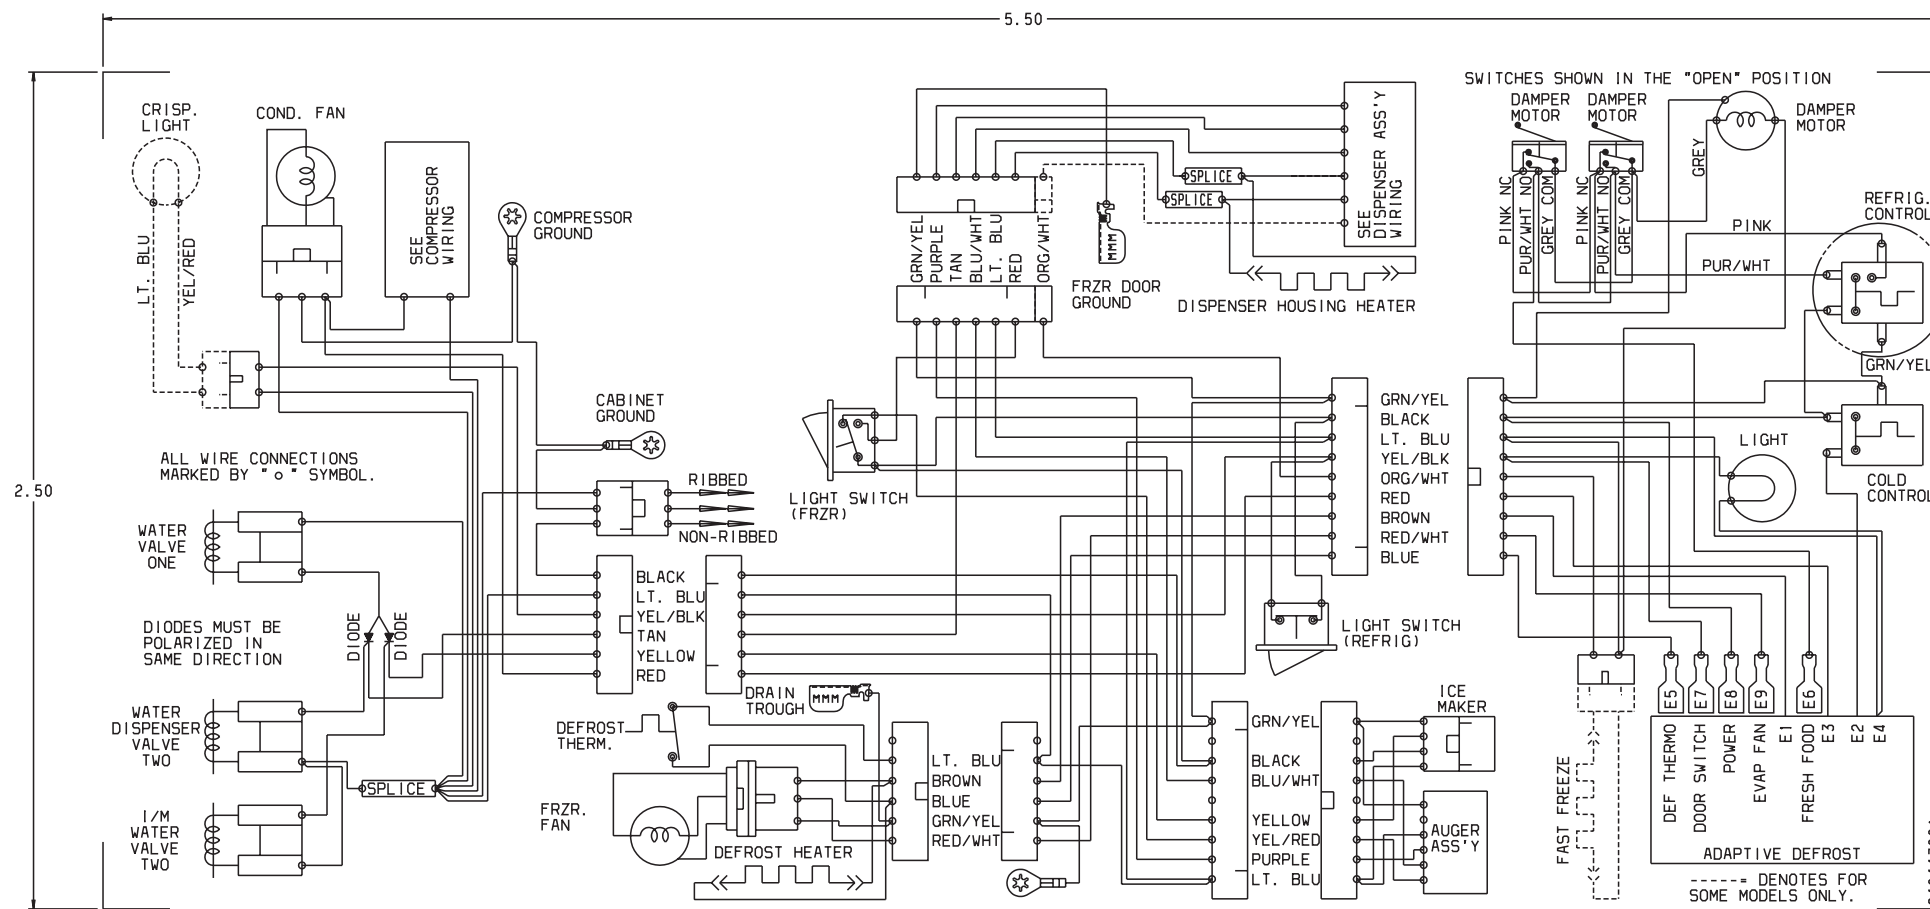 5.50
2.50
SWITCHES SHOWN IN THE "OPEN" POSITION
CRISP.
LIGHT
COND. FAN
SEE
COMPRESSOR
WIRING
COMPRESSOR
GROUND
LT. BLU
YEL/RED
SEE
DISPENSER ASS'Y
WIRING
SPLICE
SPLICE
GRN/YEL
PURPLE
TAN
BLU/WHT
LT. BLU
RED
ORG/WHT
FRZR DOOR
GROUND
DISPENSER HOUSING HEATER
DAMPER
MOTOR
DAMPER
MOTOR
DAMPER
MOTOR
GREY
PINK NC
PUR/WHT NO
GREY COM
PINK NC
PUR/WHT NO
GREY COM
PINK
PUR/WHT
REFRIG.
CONTROL
GRN/YEL
COLD
CONTROL
LIGHT
CABINET
GROUND
ALL WIRE CONNECTIONS
MARKED BY " o " SYMBOL.
RIBBED
NON-RIBBED
LIGHT SWITCH
(FRZR)
GRN/YEL
BLACK
LT. BLU
YEL/BLK
ORG/WHT
RED
BROWN
RED/WHT
BLUE
WATER
VALVE
ONE
DIODES MUST BE
POLARIZED IN
SAME DIRECTION
DIODE
DIODE
BLACK
LT. BLU
YEL/BLK
TAN
YELLOW
RED
LIGHT SWITCH
(REFRIG)
WATER
DISPENSER
VALVE
TWO
SPLICE
I/M
WATER
VALVE
TWO
DRAIN
TROUGH
DEFROST
THERM.
FRZR.
FAN
DEFROST HEATER
LT. BLU
BROWN
BLUE
GRN/YEL
RED/WHT
GRN/YEL
BLACK
BLU/WHT
YELLOW
YEL/RED
PURPLE
LT. BLU
ICE
MAKER
AUGER
ASS'Y
FAST FREEZE
E5
E7
E8
E9
E6
DEF THERMO
DOOR SWITCH
POWER
EVAP FAN
E1
FRESH FOOD
E3
E2
E4
ADAPTIVE DEFROST
------= DENOTES FOR
SOME MODELS ONLY.